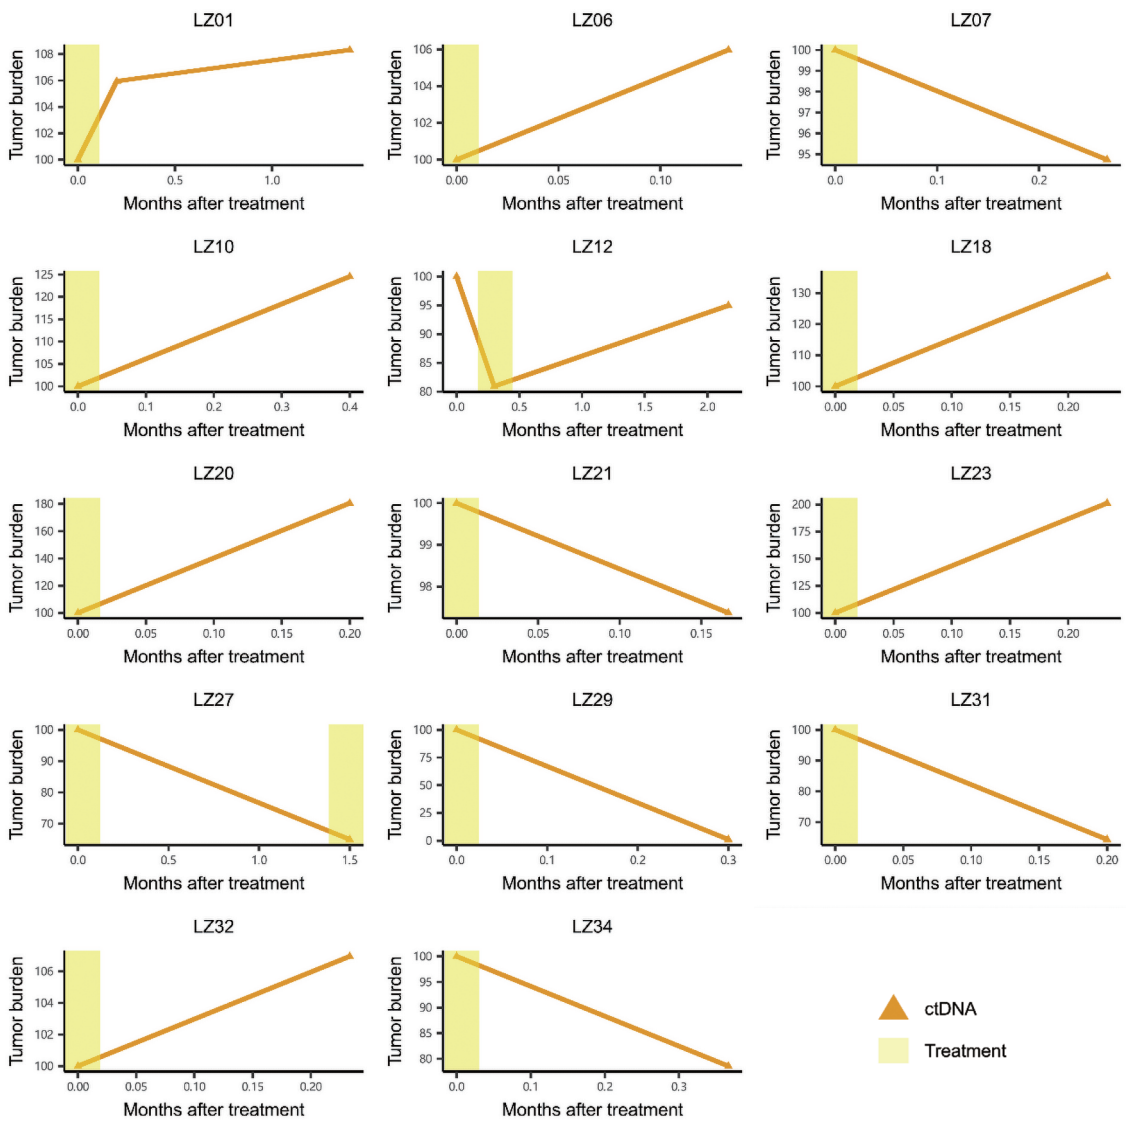 LZ01
LZ06
LZ07
Tumor burden
108
106
104
102
100
0.0
0.5
1.0
Months after treatment
Tumor burden
106
104
102
100
0.00
0.05
0.10
Months after treatment
Tumor burden
100
99
98
97
96
95
0.0
0.1
0.2
Months after treatment
LZ10
LZ12
LZ18
Tumor burden
125
120
115
110
105
100
0.0
0.1
0.2
0.3
0.4
Months after treatment
Tumor burden
100
95
90
85
80
0.0
0.5
1.0
1.5
2.0
Months after treatment
Tumor burden
130
120
110
100
0.00
0.05
0.10
0.15
0.20
Months after treatment
LZ20
LZ21
LZ23
Tumor burden
180
160
140
120
100
0.00
0.05
0.10
0.15
0.20
Months after treatment
Tumor burden
100
99
98
0.00
0.05
0.10
0.15
Months after treatment
Tumor burden
200
175
150
125
100
0.00
0.05
0.10
0.15
0.20
Months after treatment
LZ27
LZ29
LZ31
Tumor burden
100
90
80
70
0.0
0.5
1.0
1.5
Months after treatment
Tumor burden
100
75
50
25
0
0.0
0.1
0.2
0.3
Months after treatment
Tumor burden
100
90
80
70
0.00
0.05
0.10
0.15
0.20
Months after treatment
LZ32
LZ34
Tumor burden
106
104
102
100
0.00
0.05
0.10
0.15
0.20
Months after treatment
Tumor burden
100
95
90
85
80
0.0
0.1
0.2
0.3
Months after treatment
ctDNA
Treatment